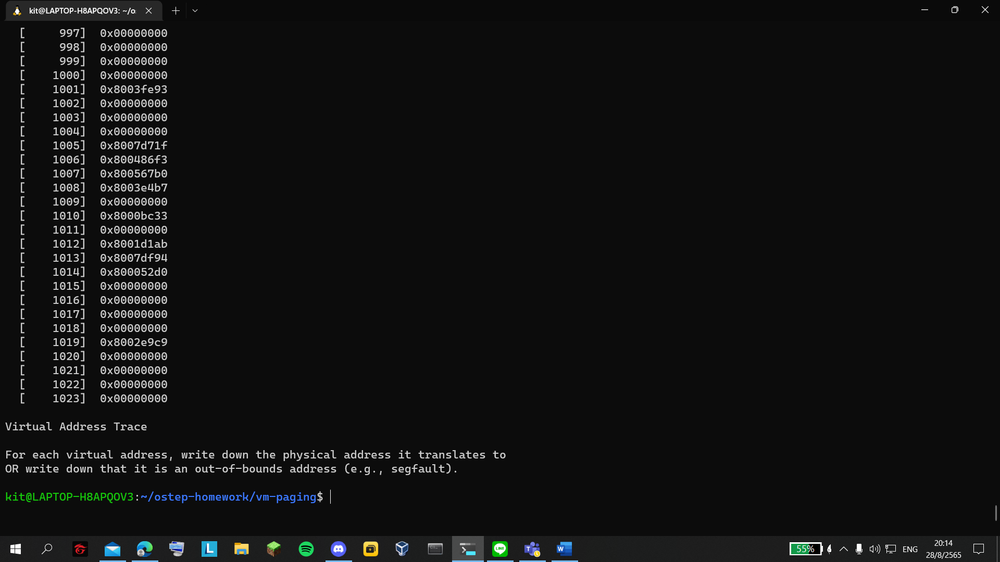 kit@LAPTOP-H8APQOV3: ~/o
[     997]  0x00000000
[     998]  0x00000000
[     999]  0x00000000
[    1000]  0x00000000
[    1001]  0x8003fe93
[    1002]  0x00000000
[    1003]  0x00000000
[    1004]  0x00000000
[    1005]  0x8007d71f
[    1006]  0x800486f3
[    1007]  0x800567b0
[    1008]  0x8003e4b7
[    1009]  0x00000000
[    1010]  0x8000bc33
[    1011]  0x00000000
[    1012]  0x8001d1ab
[    1013]  0x8007df94
[    1014]  0x800052d0
[    1015]  0x00000000
[    1016]  0x00000000
[    1017]  0x00000000
[    1018]  0x00000000
[    1019]  0x8002e9c9
[    1020]  0x00000000
[    1021]  0x00000000
[    1022]  0x00000000
[    1023]  0x00000000
Virtual Address Trace
For each virtual address, write down the physical address it translates to
OR write down that it is an out-of-bounds address (e.g., segfault).
kit@LAPTOP-H8APQOV3:~/ostep-homework/vm-paging$
L
LINE
T
W
55%
ENG
20:14
28/8/2565